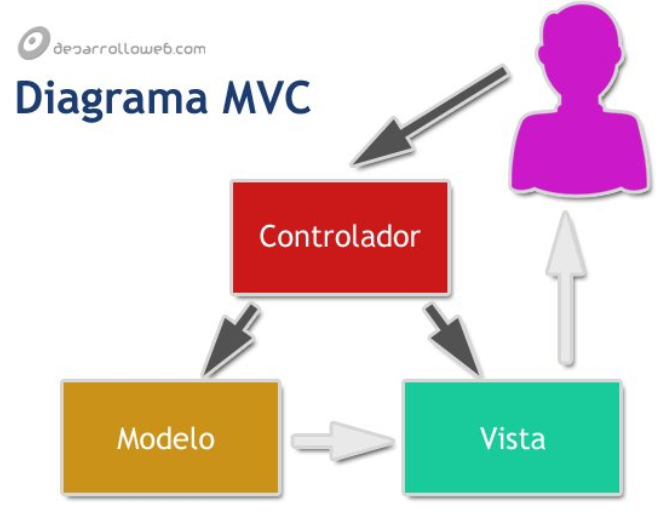 desarrolloweb.com
Diagrama MVC
Controlador
Modelo
Vista